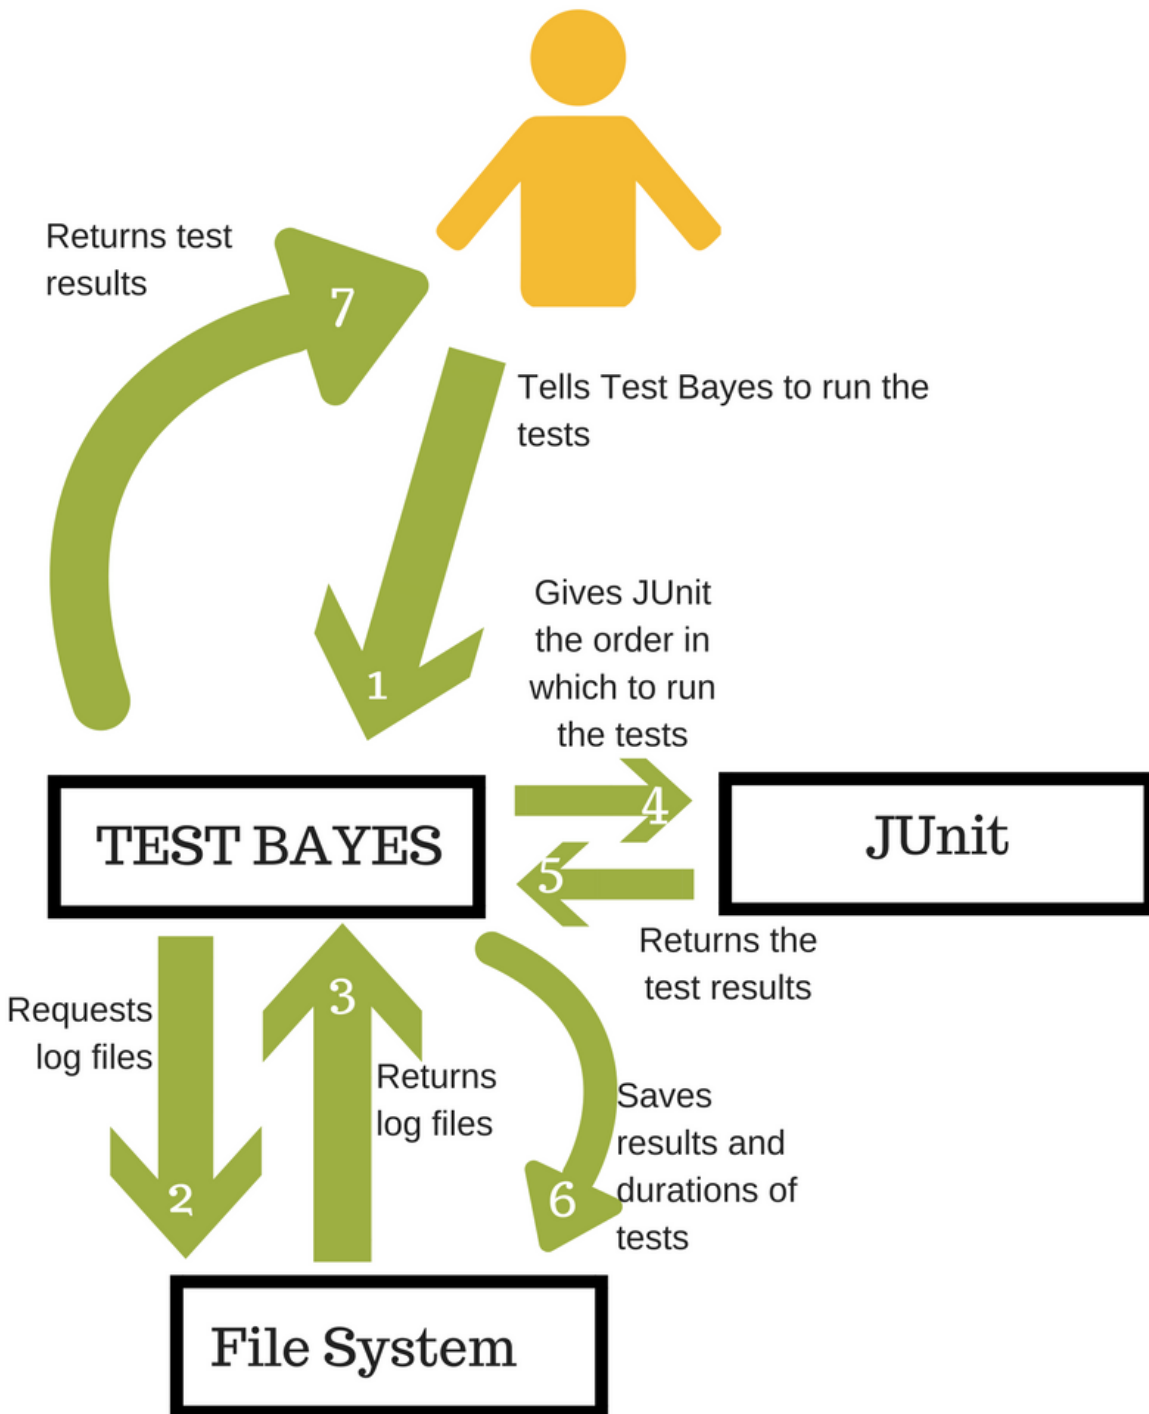 Returns test
results
7
Tells Test Bayes to run the
tests
1
Gives JUnit
the order in
which to run
the tests
4
TEST BAYES
JUnit
5
Returns the
test results
Requests
log files
2
3
Returns
log files
Saves
results and
durations of
tests
6
File System